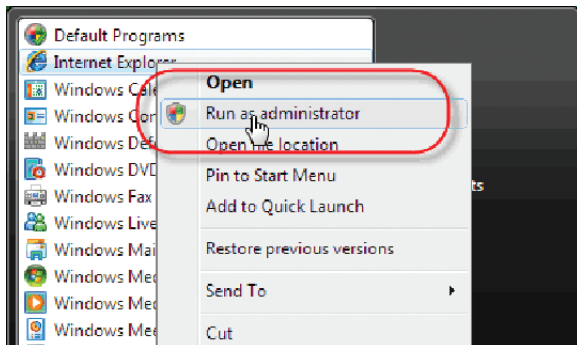 Default Programs
Internet Explorer
Windows Cale
Windows Con
Windows Defe
Windows DVD
Windows Fax
Windows Live
Windows Mai
Windows Med
Windows Med
Windows Mee
Open
Run as administrator
Open file location
Pin to Start Menu
Add to Quick Launch
Restore previous versions
Send To
Cut
ts